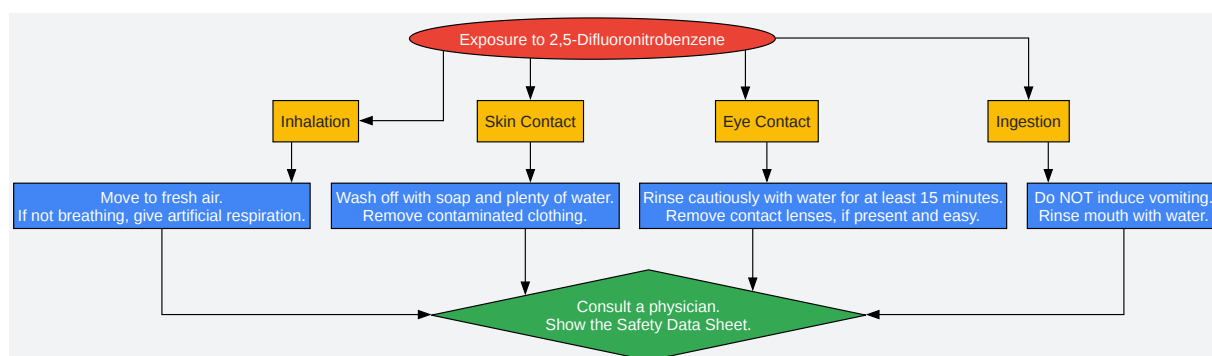 Exposure to 2,5-Difluoronitrobenzene
Inhalation
Skin Contact
Eye Contact
Ingestion
Move to fresh air.
If not breathing, give artificial respiration.
Wash off with soap and plenty of water.
Remove contaminated clothing.
Rinse cautiously with water for at least 15 minutes.
Remove contact lenses, if present and easy.
Do NOT induce vomiting.
Rinse mouth with water.
Consult a physician.
Show the Safety Data Sheet.